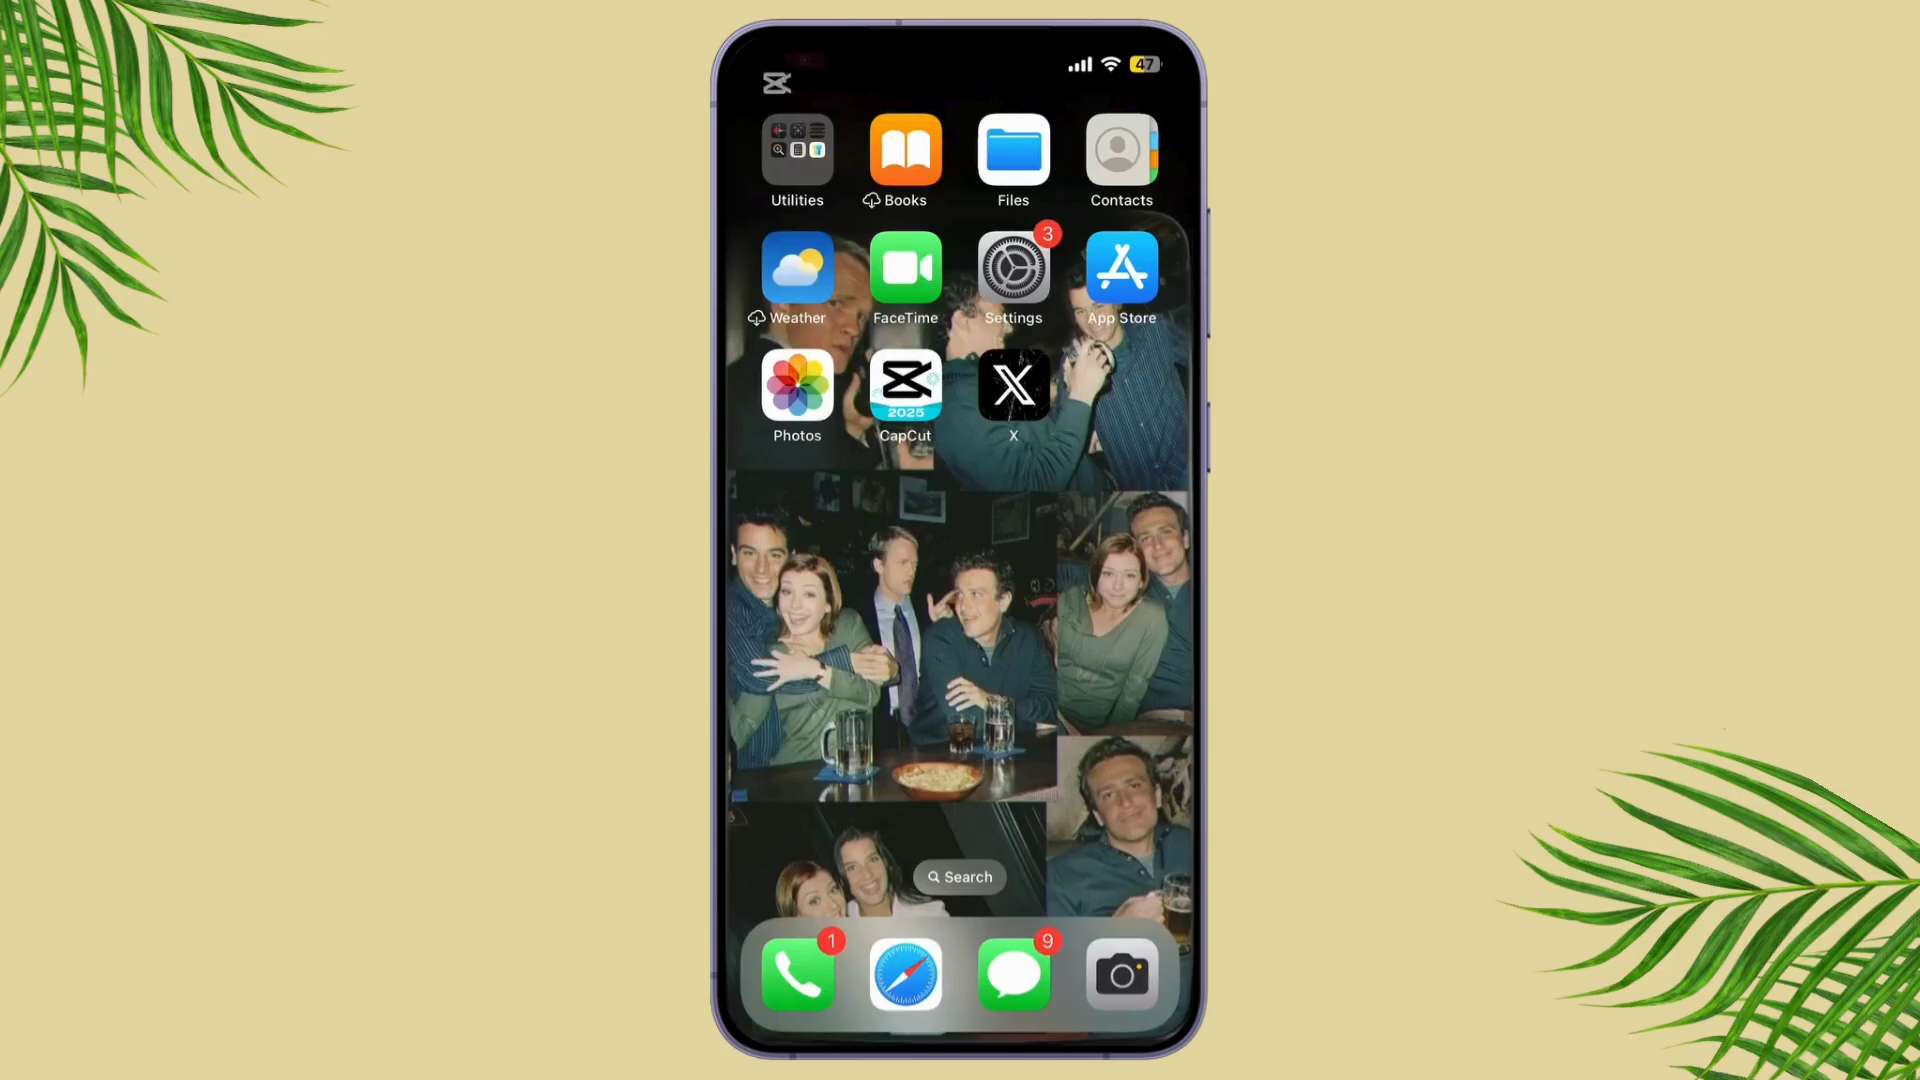 47
Utilities
Books
Files
Contacts
3
Weather
FaceTime
Settings
App Store
2025
Photos
CapCut
X
Search
1
9